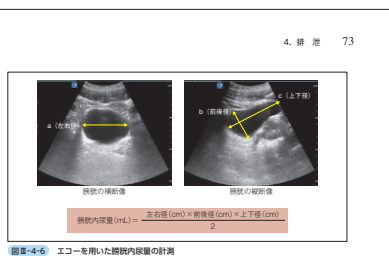 4. 排 泄 73
a（左右径）
b（前後径）
c（上下径）
膀胱の横断像
膀胱の縦断像
膀胱内尿量（mL）＝ 左右径（cm）×前後径（cm）×上下径（cm）
2
図Ⅲ-4-6 エコーを用いた膀胱内尿量の計測